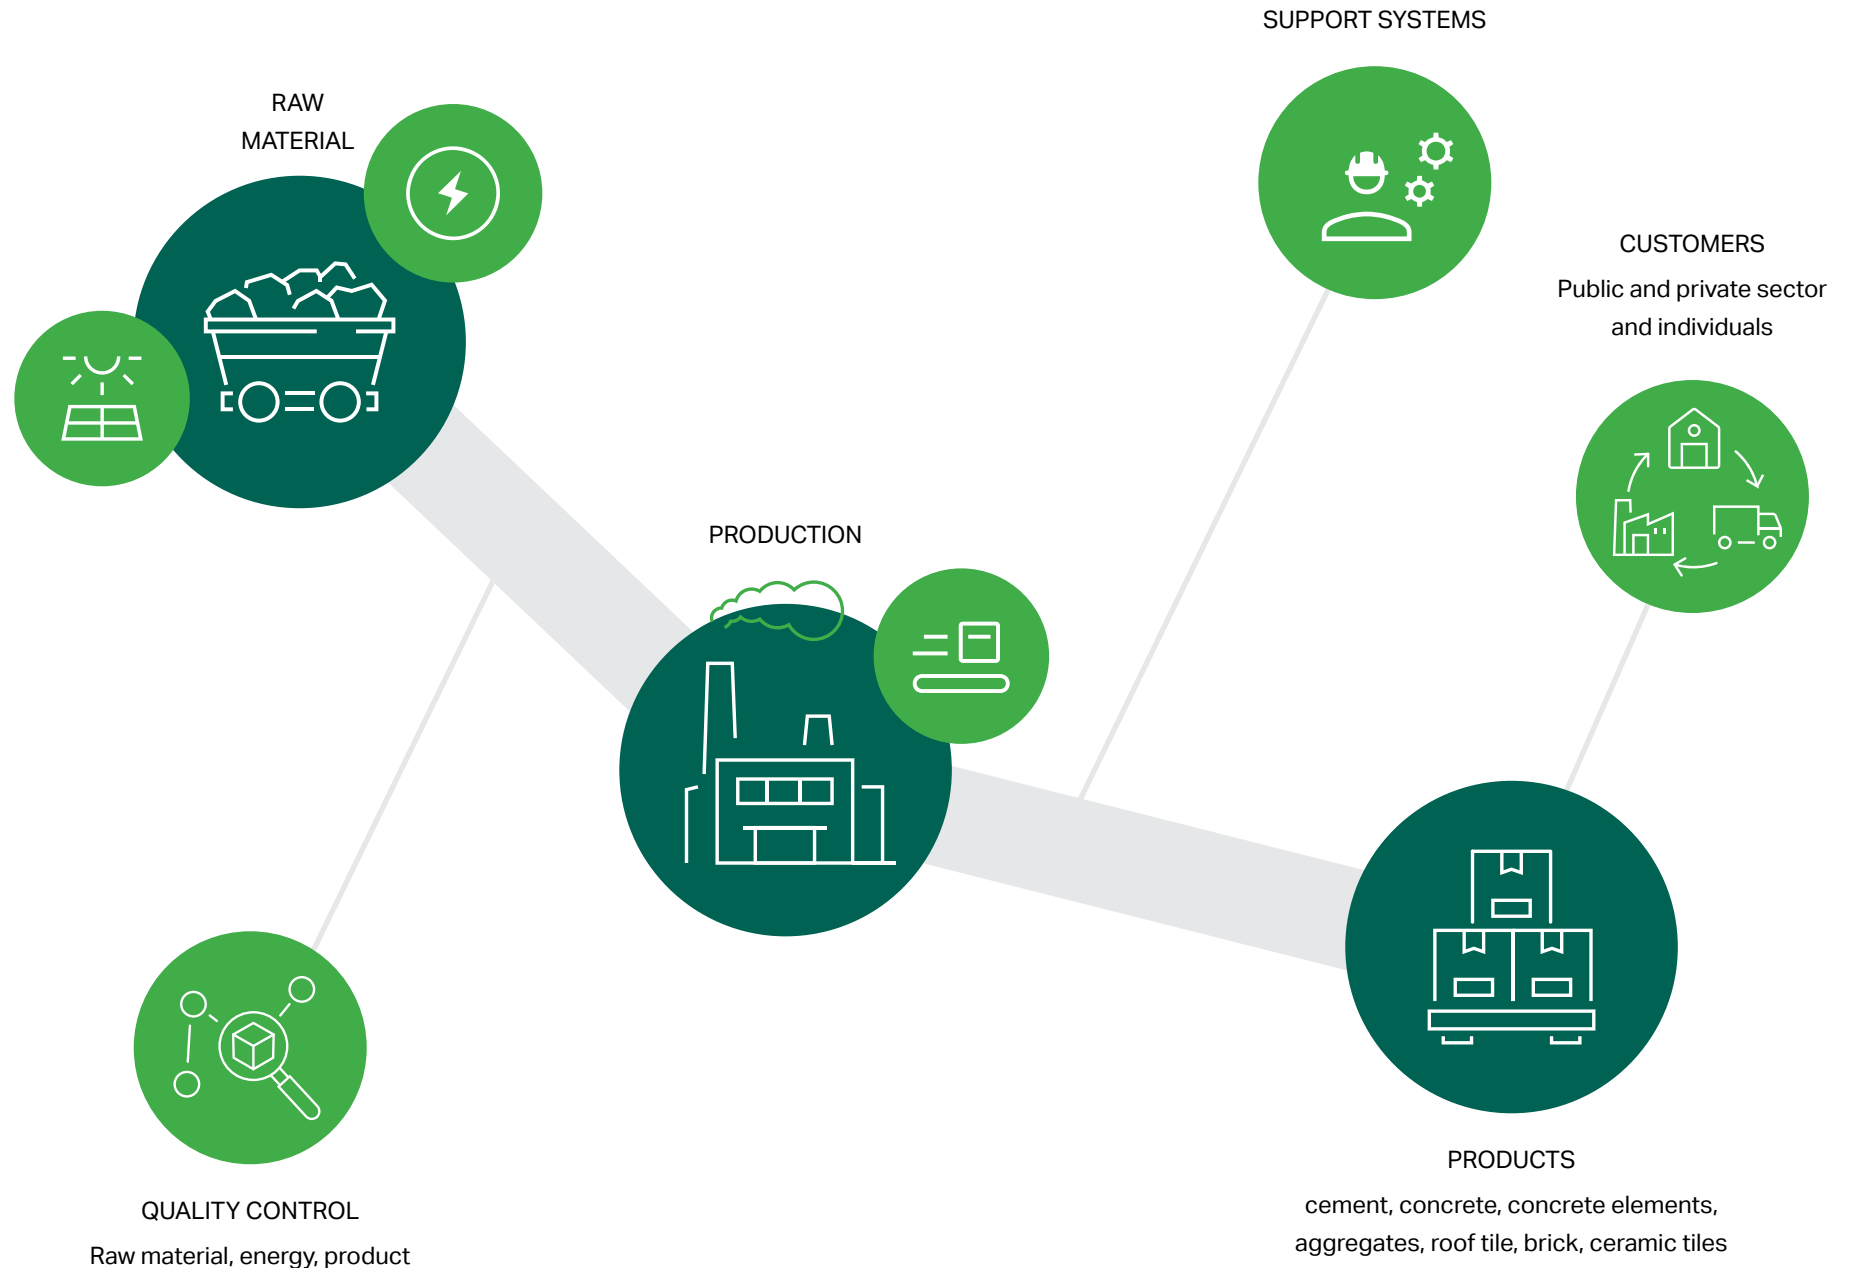 SUPPORT SYSTEMS
RAW
MATERIAL
CUSTOMERS
Public and private sector
and individuals
PRODUCTION
PRODUCTS
cement, concrete, concrete elements,
aggregates, roof tile, brick, ceramic tiles
QUALITY CONTROL
Raw material, energy, product